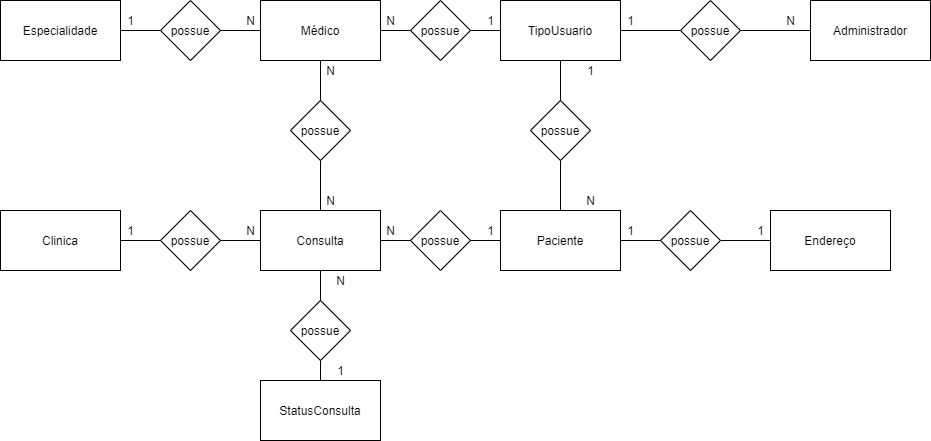 Especialidade
1
possue
N
Médico
N
possue
1
TipoUsuario
1
possue
N
Administrador
N
possue
N
1
possue
N
Clinica
1
possue
N
Consulta
N
possue
1
Paciente
1
possue
1
Endereço
N
possue
1
StatusConsulta